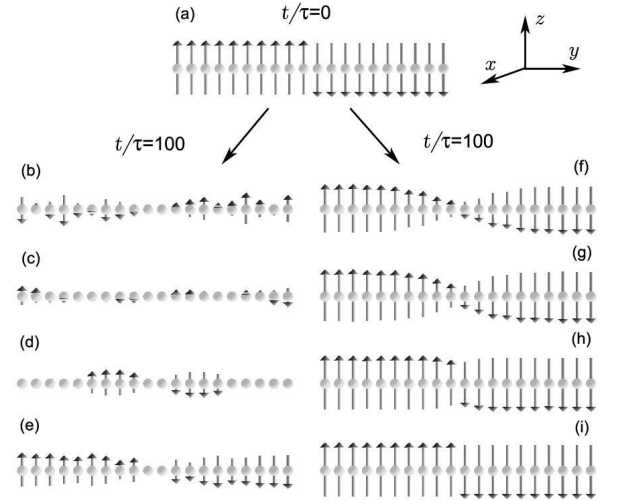 (a)
t/τ=0
z
y
x
t/τ=100
t/τ=100
(b)
(f)
(c)
(g)
(d)
(h)
(e)
(i)